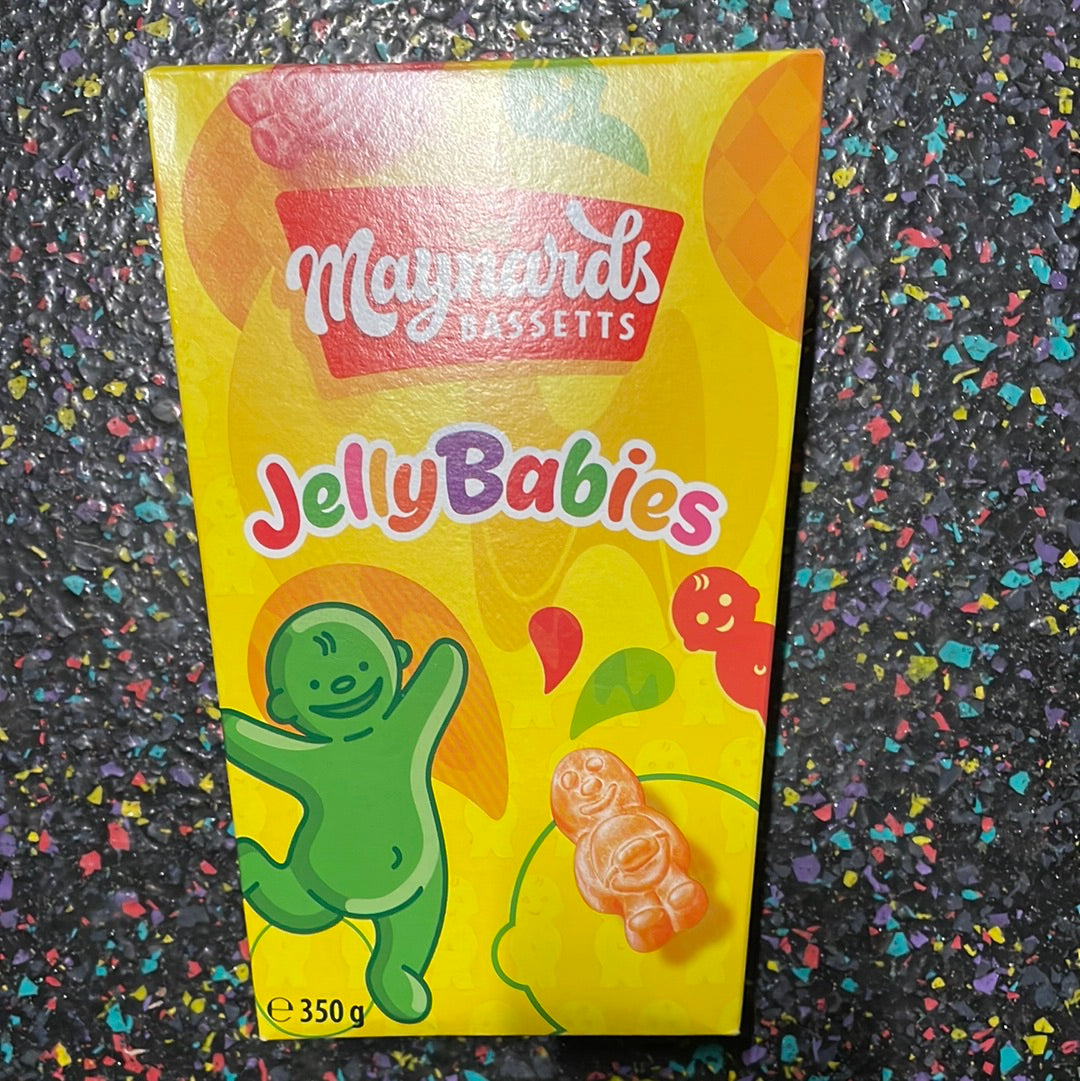 Maynards
BASSETTS
JellyBabies
℮ 350 g